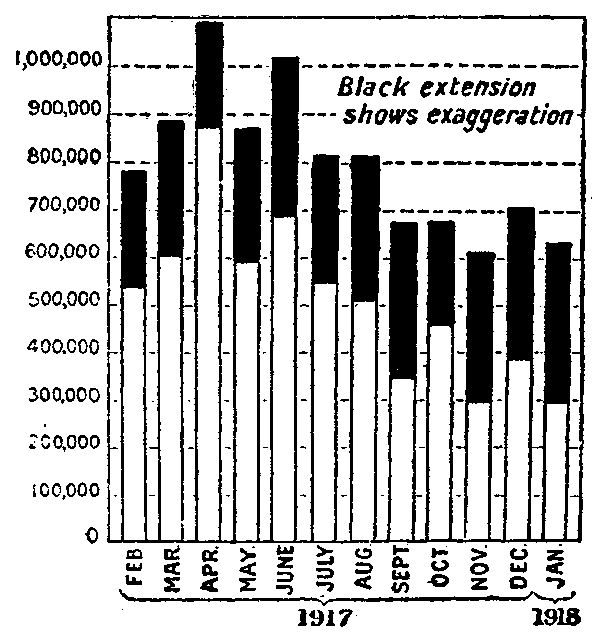 1,000,000
Black extension
900,000
shows exaggeration
800,000
700,000
600,000
500,000
400,000
300,000
200,000
100,000
0
FEB
MAR.
APR.
MAY.
JUNE
JULY
AUG.
SEPT.
OCT.
NOV.
DEC.
JAN.
1917
1918